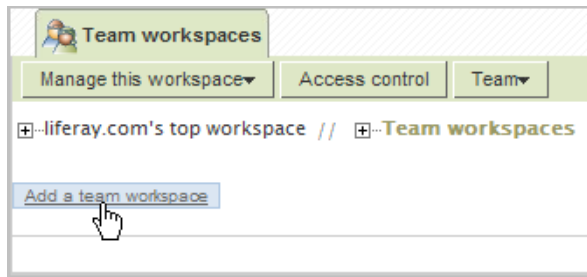 Team workspaces
Manage this workspace Access control Team
liferay.com's top workspace // Team workspaces
Add a team workspace